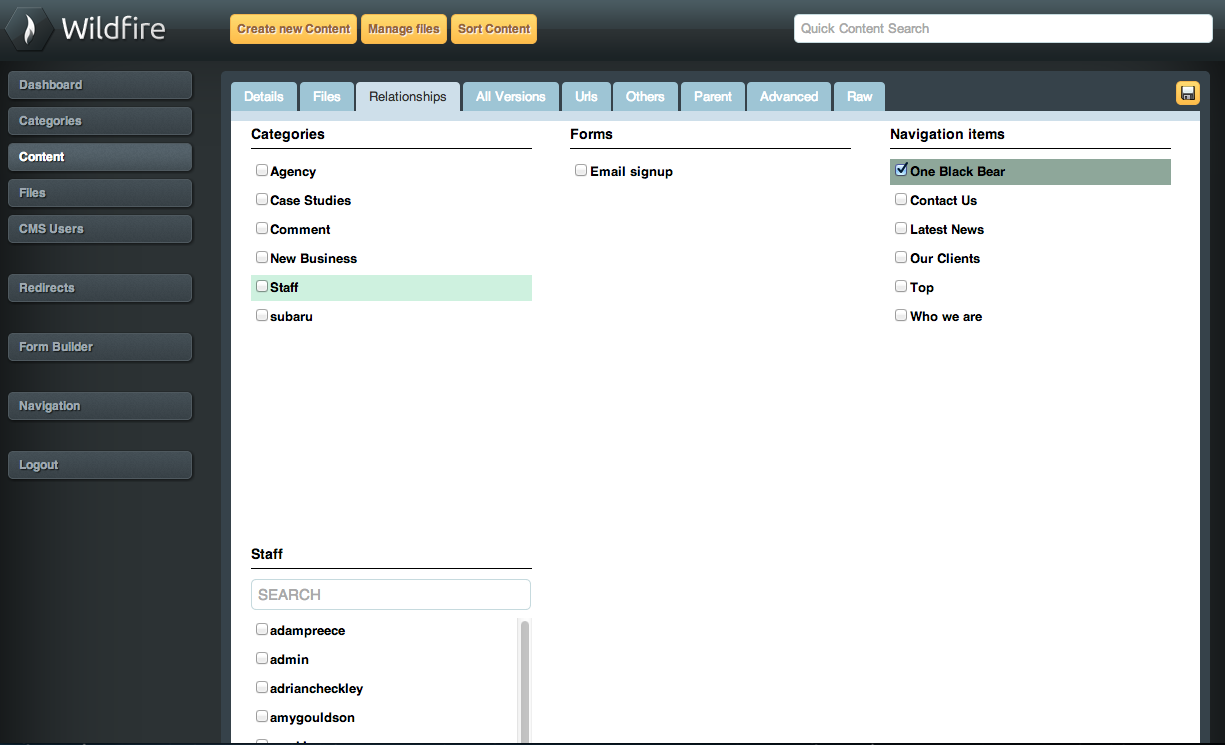 Wildfire
Create new Content
Manage files
Sort Content
Quick Content Search
Dashboard
Categories
Content
Files
CMS Users
Redirects
Form Builder
Navigation
Logout
Details
Files
Relationships
All Versions
Urls
Others
Parent
Advanced
Raw
Categories
Agency
Case Studies
Comment
New Business
Staff
subaru
Forms
Email signup
Navigation items
One Black Bear
Contact Us
Latest News
Our Clients
Top
Who we are
Staff
SEARCH
adampreece
admin
adriancheckley
amygouldson